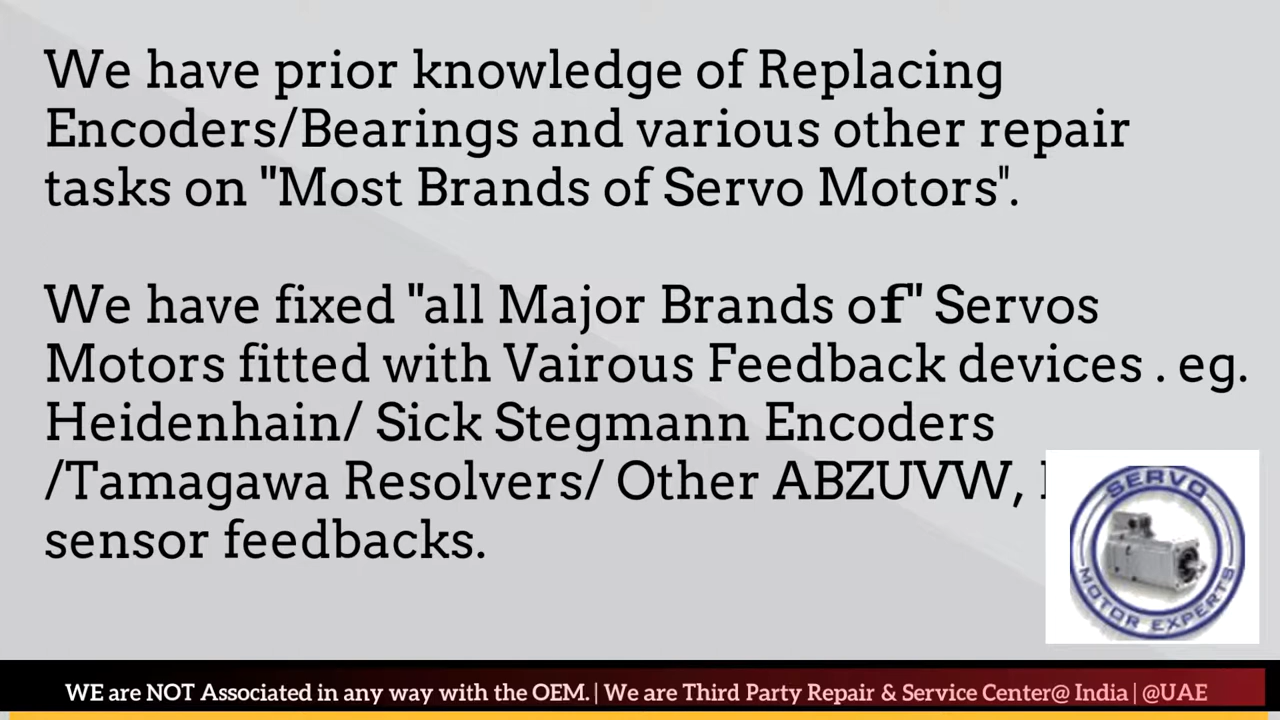 We have prior knowledge of Replacing
Encoders/Bearings and various other repair
tasks on "Most Brands of Servo Motors".
We have fixed "all Major Brands of" Servos
Motors fitted with Vairous Feedback devices . eg.
Heidenhain/ Sick Stegmann Encoders
/Tamagawa Resolvers/ Other ABZUVW,
sensor feedbacks.
SERVO
MOTOR EXPERTS
WE are NOT Associated in any way with the OEM. | We are Third Party Repair & Service Center@ India | @UAE